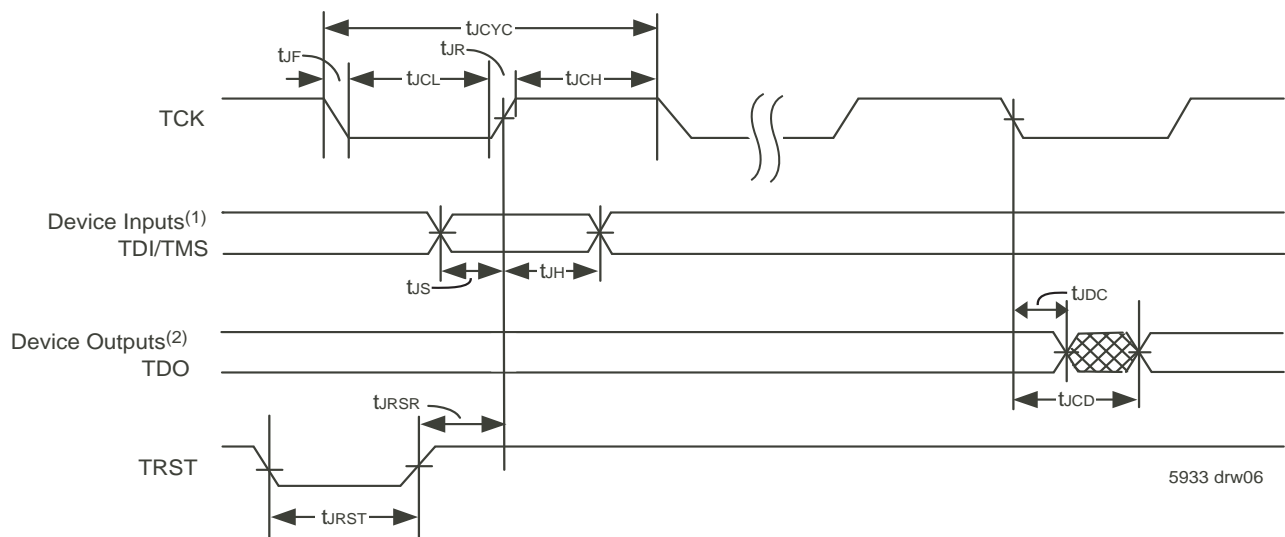 tJCYC
tJF
tJR
tJCL
tJCH
TCK
Device Inputs(1)
TDI/TMS
tJS
tJH
tJDC
Device Outputs(2)
TDO
tJCD
tJRSR
TRST
5933 drw06
tJRST